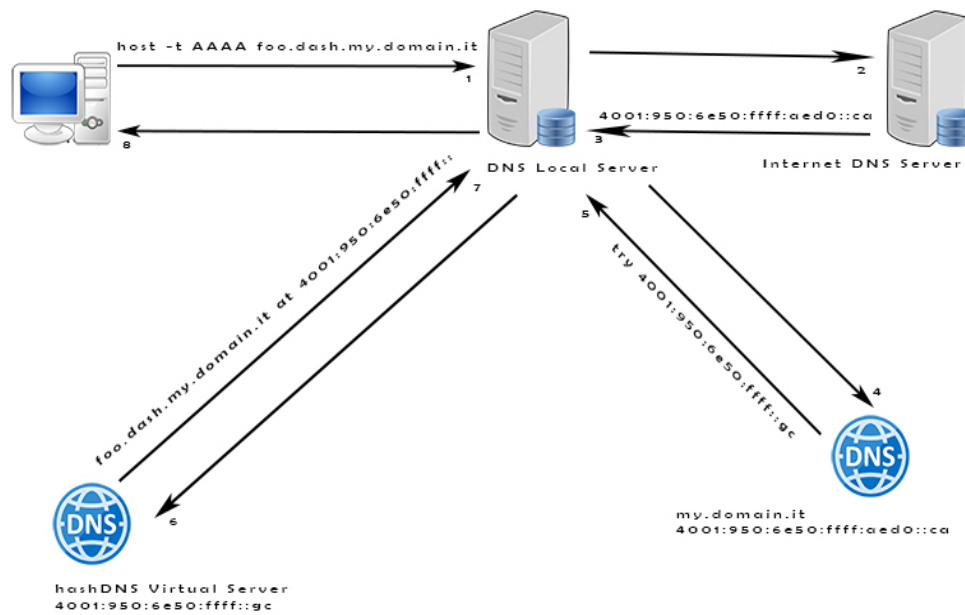 host -t AAAA foo.dash.my.domain.it
1
2
4001:950:6e50:ffff:aed0::ca
3
8
DNS Local Server
Internet DNS Server
7
5
foo.dash.my.domain.it at 4001:950:6e50:ffff::
try 4001:950:6e50:ffff::gc
4
DNS
my.domain.it
4001:950:6e50:ffff:aed0::ca
6
DNS
hashDNS Virtual Server
4001:950:6e50:ffff::gc